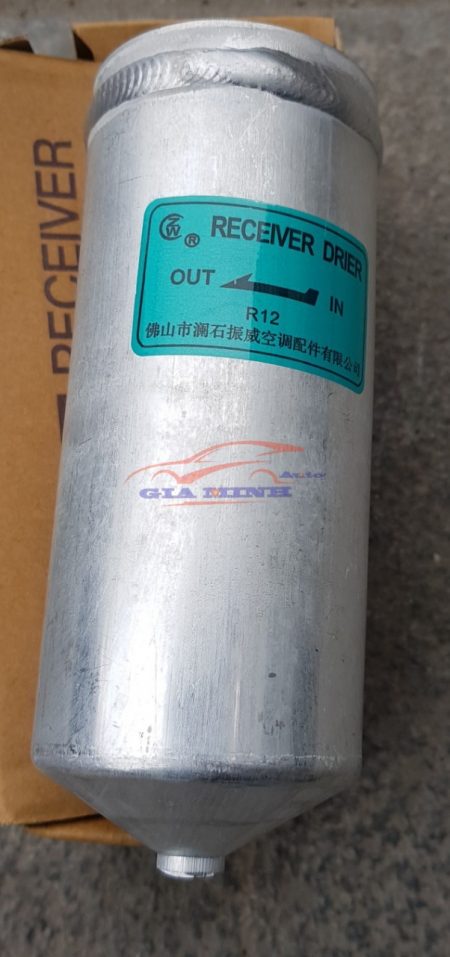 RECEIVER
ZW ® RECEIVER DRIER
OUT IN
R12
佛山市澜石振威空调配件有限公司
Auto
GIA MINH